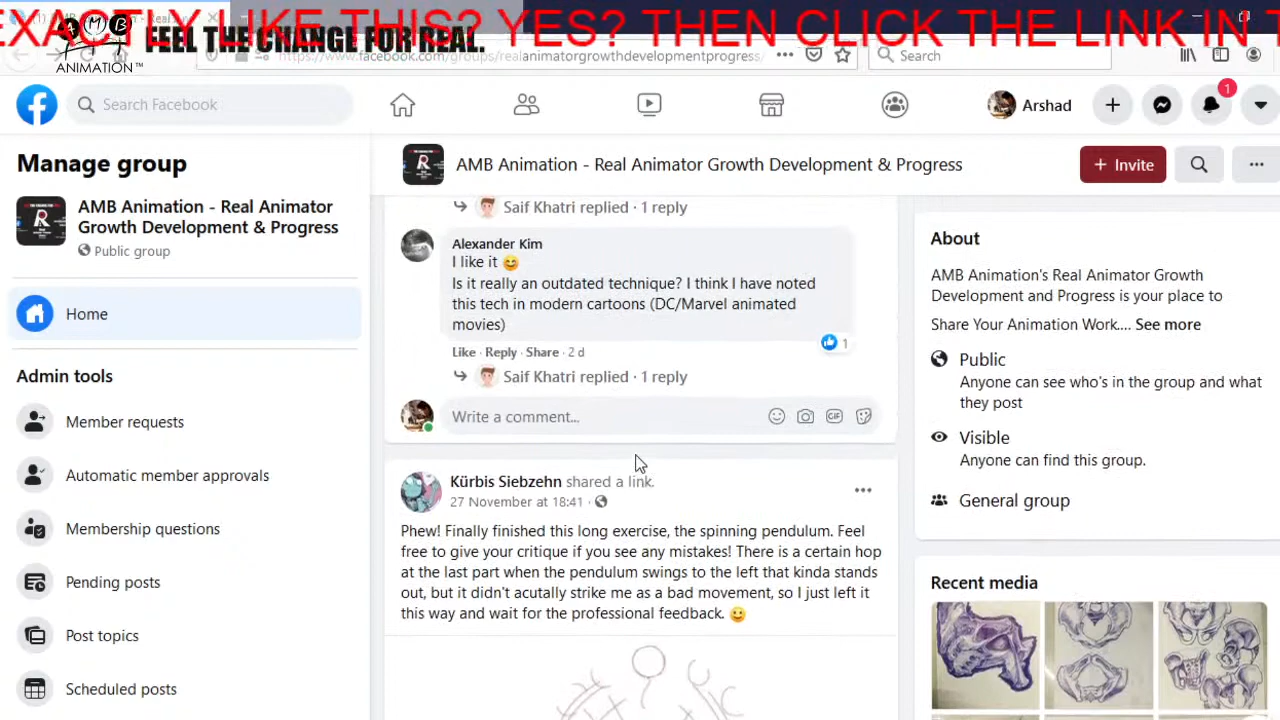 EXACTLY LIKE THIS? YES? THEN CLICK THE LINK IN T
AMB
ANIMATION™
FEEL THE CHANGE FOR REAL.
https://www.facebook.com/groups/realanimatorgrowthdevelopmentprogress/
Search
Search Facebook
Arshad
1
Manage group
AMB Animation - Real Animator
Growth Development & Progress
Public group
Home
Admin tools
Member requests
Automatic member approvals
Membership questions
Pending posts
Post topics
Scheduled posts
AMB Animation - Real Animator Growth Development & Progress
+ Invite
Saif Khatri replied · 1 reply
Alexander Kim
I like it
Is it really an outdated technique? I think I have noted
this tech in modern cartoons (DC/Marvel animated
movies)
1
Like · Reply · Share · 2 d
Saif Khatri replied · 1 reply
Write a comment...
GIF
Kürbis Siebzehn shared a link.
27 November at 18:41 ·
Phew! Finally finished this long exercise, the spinning pendulum. Feel
free to give your critique if you see any mistakes! There is a certain hop
at the last part when the pendulum swings to the left that kinda stands
out, but it didn't acutally strike me as a bad movement, so I just left it
this way and wait for the professional feedback.
About
AMB Animation's Real Animator Growth
Development and Progress is your place to
Share Your Animation Work.... See more
Public
Anyone can see who's in the group and what
they post
Visible
Anyone can find this group.
General group
Recent media